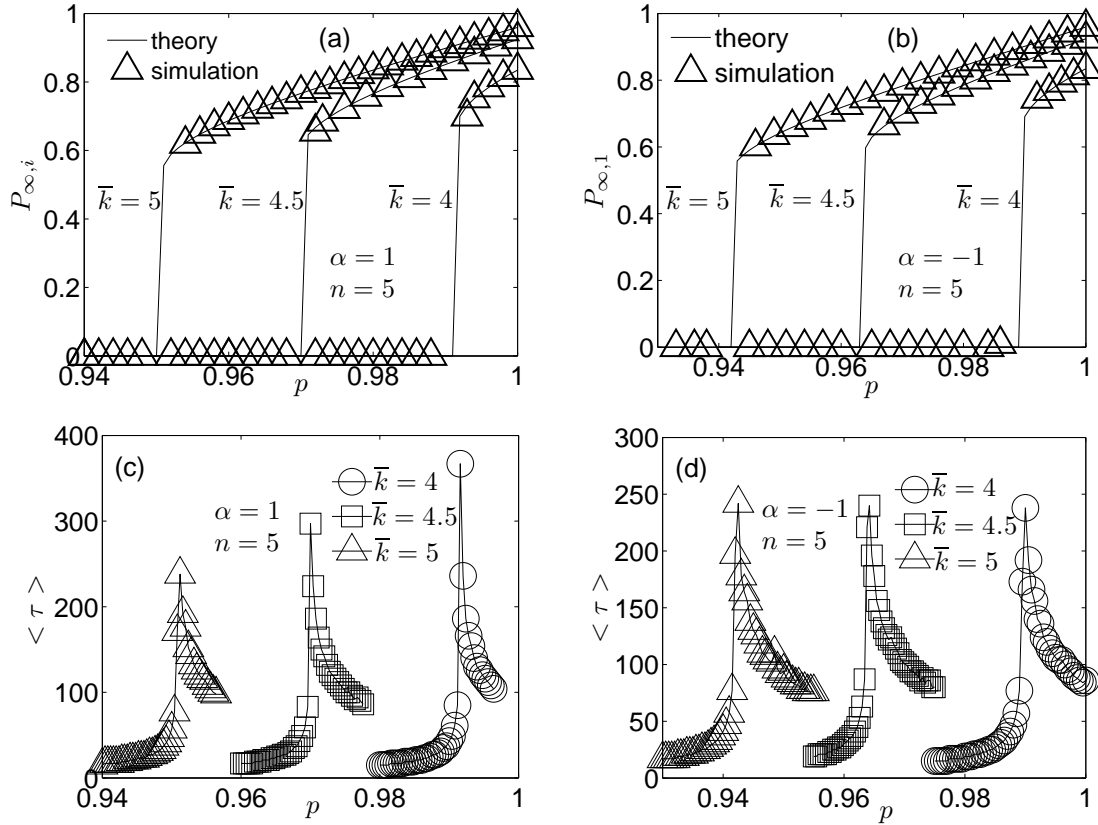 (a)
theory
simulation
P∞,i
k̅ = 5
k̅ = 4.5
k̅ = 4
α = 1
n = 5
1
0.8
0.6
0.4
0.2
0
0.94 0.96 0.98 1
p
(b)
theory
simulation
P∞,1
k̅ = 5
k̅ = 4.5
k̅ = 4
α = −1
n = 5
1
0.8
0.6
0.4
0.2
0
0.94 0.96 0.98 1
p
(c)
k̅ = 4
k̅ = 4.5
k̅ = 5
α = 1
n = 5
< τ >
400
300
200
100
0
0.94 0.96 0.98 1
p
(d)
k̅ = 4
k̅ = 4.5
k̅ = 5
α = −1
n = 5
< τ >
300
250
200
150
100
50
0
0.94 0.96 0.98 1
p